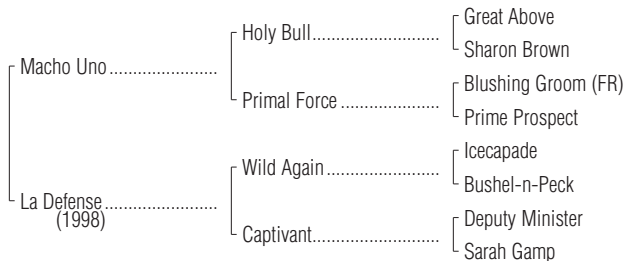 Great Above
Holy Bull
Sharon Brown
Macho Uno
Blushing Groom (FR)
Primal Force
Prime Prospect
Icecapade
Wild Again
Bushel-n-Peck
La Defense
(1998)
Deputy Minister
Captivant
Sarah Gamp